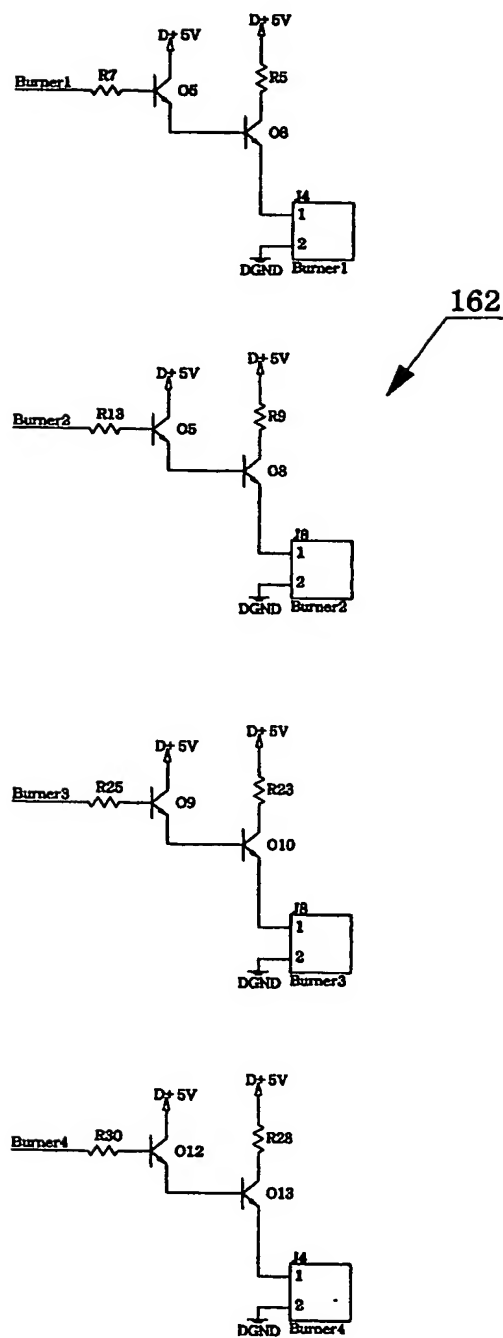 D+5V
D+5V
Burner1
R7
R5
O5
O6
J4
1
2
DGND
Burner1
162
D+5V
D+5V
Burner2
R13
R9
O5
O8
J8
1
2
DGND
Burner2
D+5V
D+5V
Burner3
R25
R23
O9
O10
J8
1
2
DGND
Burner3
D+5V
D+5V
Burner4
R30
R28
O12
O13
J4
1
2
DGND
Burner4